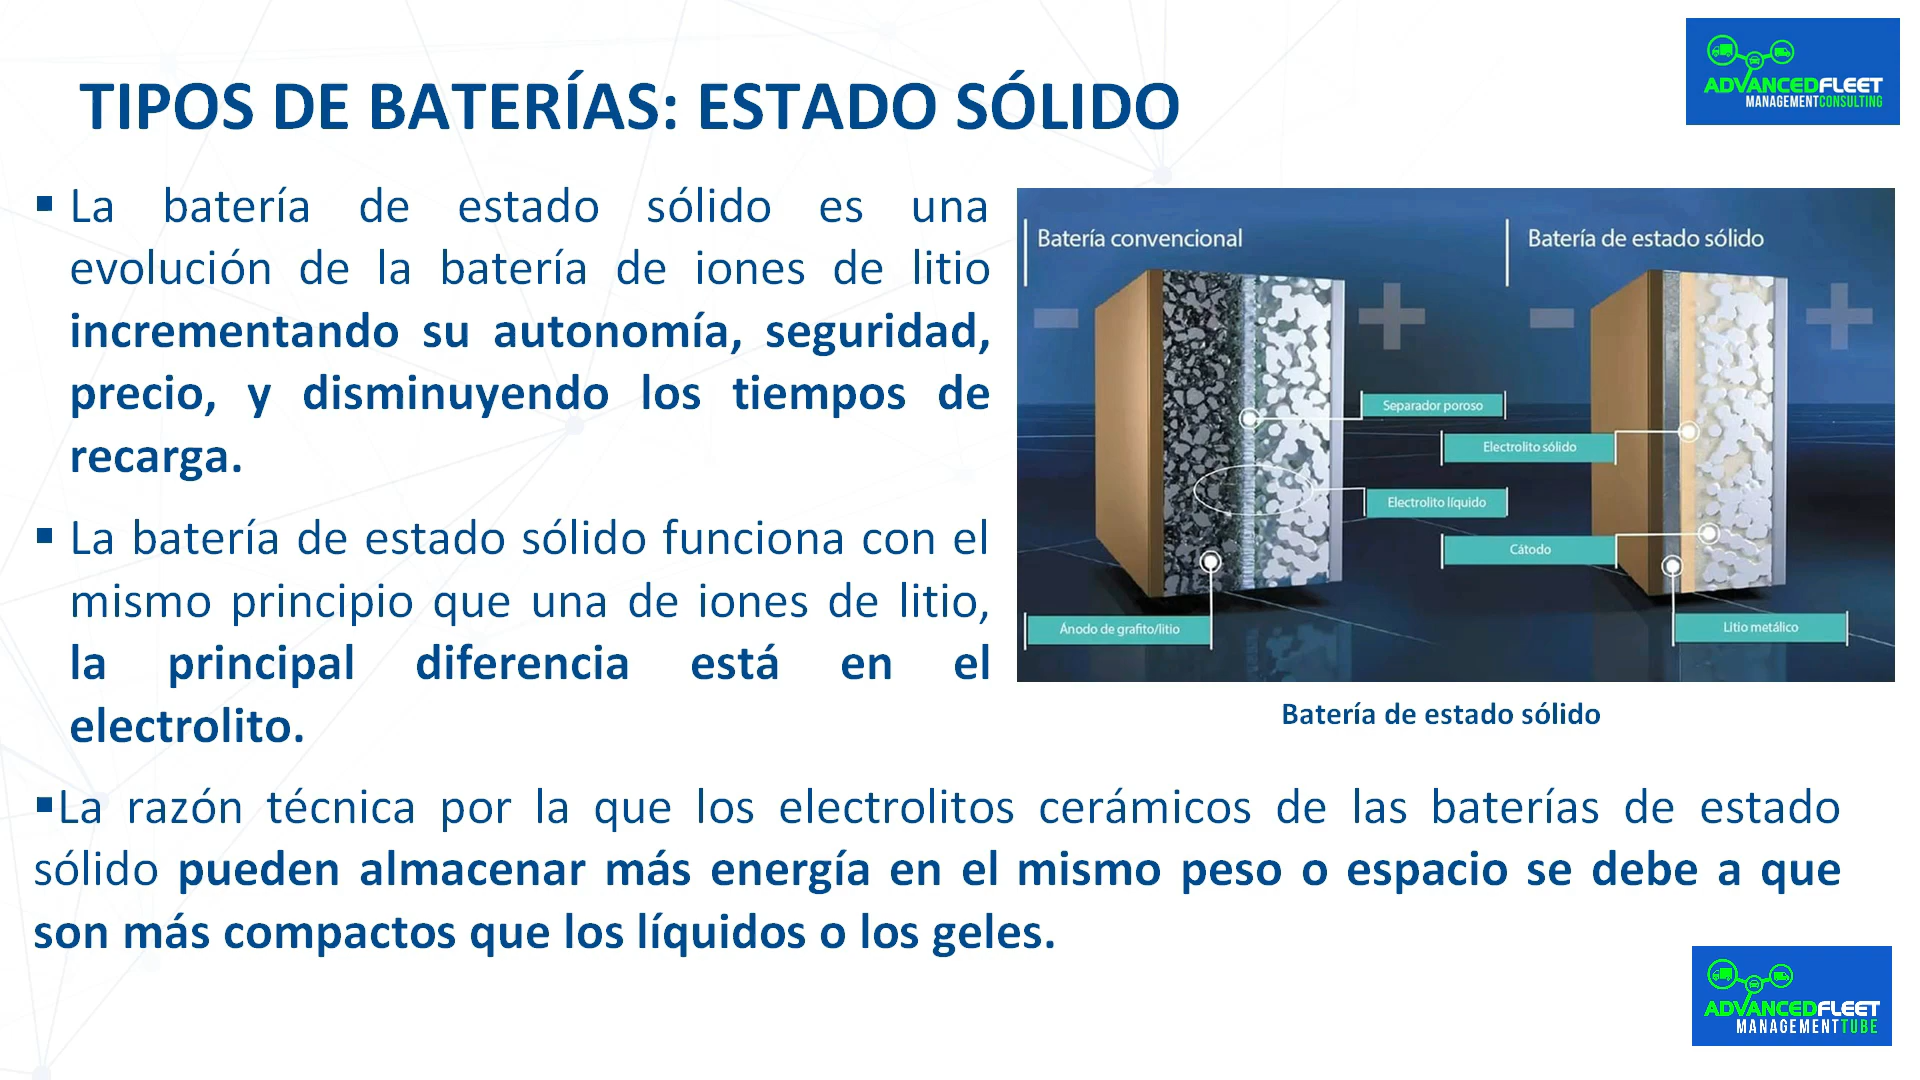 TIPOS DE BATERÍAS: ESTADO SÓLIDO
ADVANCEDFLEET
MANAGEMENTCONSULTING
▪ La batería de estado sólido es una
evolución de la batería de iones de litio
incrementando su autonomía, seguridad,
precio, y disminuyendo los tiempos de
recarga.
▪ La batería de estado sólido funciona con el
mismo principio que una de iones de litio,
la principal diferencia está en el
electrolito.
Batería convencional
Batería de estado sólido
Separador poroso
Electrolito sólido
Electrolito líquido
Cátodo
Ánodo de grafito/litio
Litio metálico
Batería de estado sólido
▪La razón técnica por la que los electrolitos cerámicos de las baterías de estado
sólido pueden almacenar más energía en el mismo peso o espacio se debe a que
son más compactos que los líquidos o los geles.
ADVANCEDFLEET
MANAGEMENTTUBE